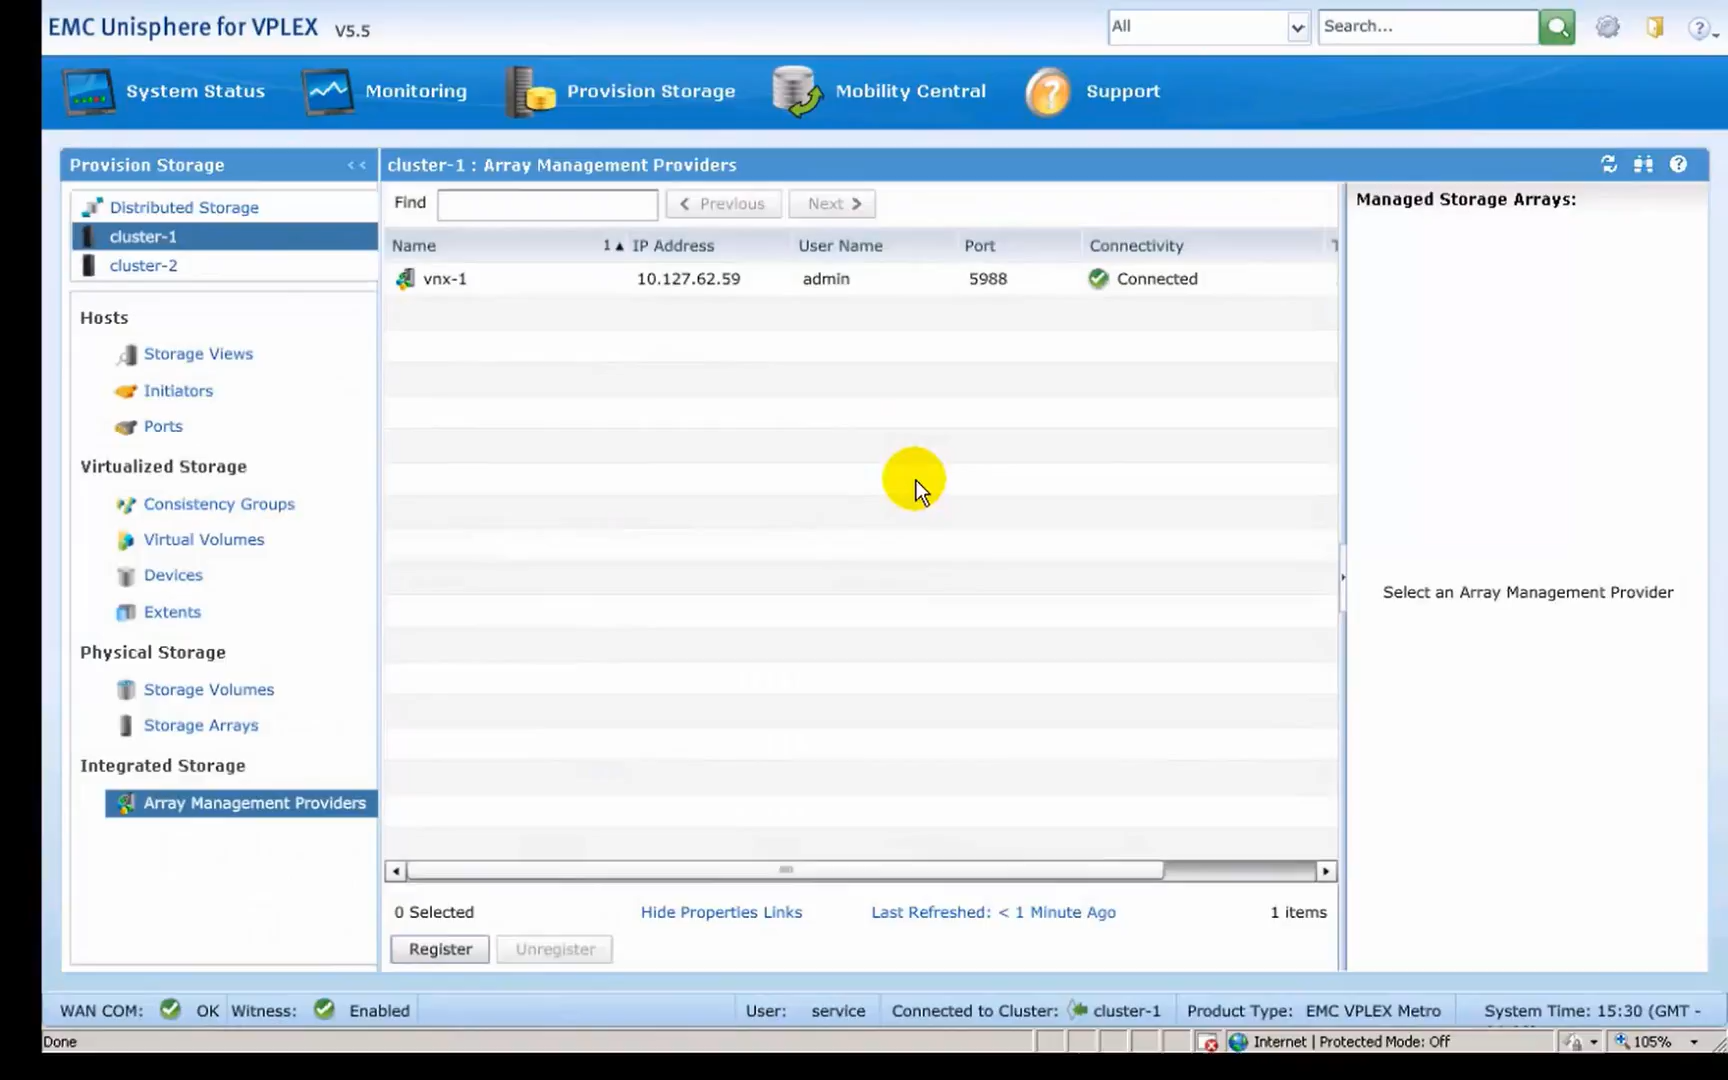 EMC Unisphere for VPLEX V5.5
All
Search...
System Status
Monitoring
Provision Storage
Mobility Central
Support
Provision Storage <<
Distributed Storage
cluster-1
cluster-2
Hosts
Storage Views
Initiators
Ports
Virtualized Storage
Consistency Groups
Virtual Volumes
Devices
Extents
Physical Storage
Storage Volumes
Storage Arrays
Integrated Storage
Array Management Providers
cluster-1 : Array Management Providers
Find
Previous
Next
Name 1 IP Address User Name Port Connectivity
vnx-1 10.127.62.59 admin 5988 Connected
0 Selected Hide Properties Links Last Refreshed: < 1 Minute Ago 1 items
Register Unregister
Managed Storage Arrays:
Select an Array Management Provider
WAN COM: OK Witness: Enabled User: service Connected to Cluster: cluster-1 Product Type: EMC VPLEX Metro System Time: 15:30 (GMT -
Done Internet | Protected Mode: Off 105%